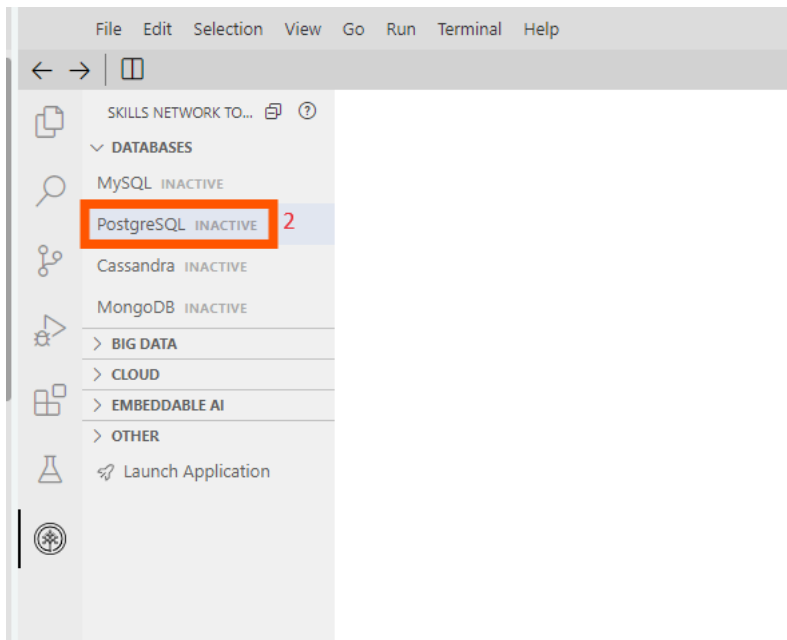 File Edit Selection View Go Run Terminal Help
SKILLS NETWORK TO...
DATABASES
MySQL INACTIVE
PostgreSQL INACTIVE 2
Cassandra INACTIVE
MongoDB INACTIVE
BIG DATA
CLOUD
EMBEDDABLE AI
OTHER
Launch Application